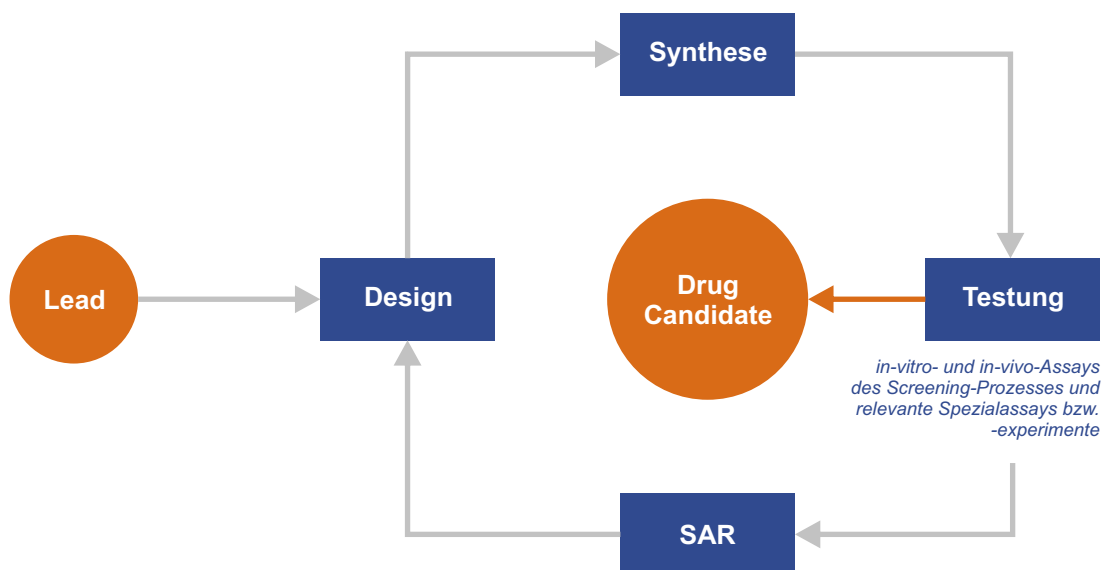 Synthese
Lead
Design
Drug
Candidate
Testung
in-vitro- und in-vivo-Assays
des Screening-Prozesses und
relevante Spezialassays bzw.
-experimente
SAR